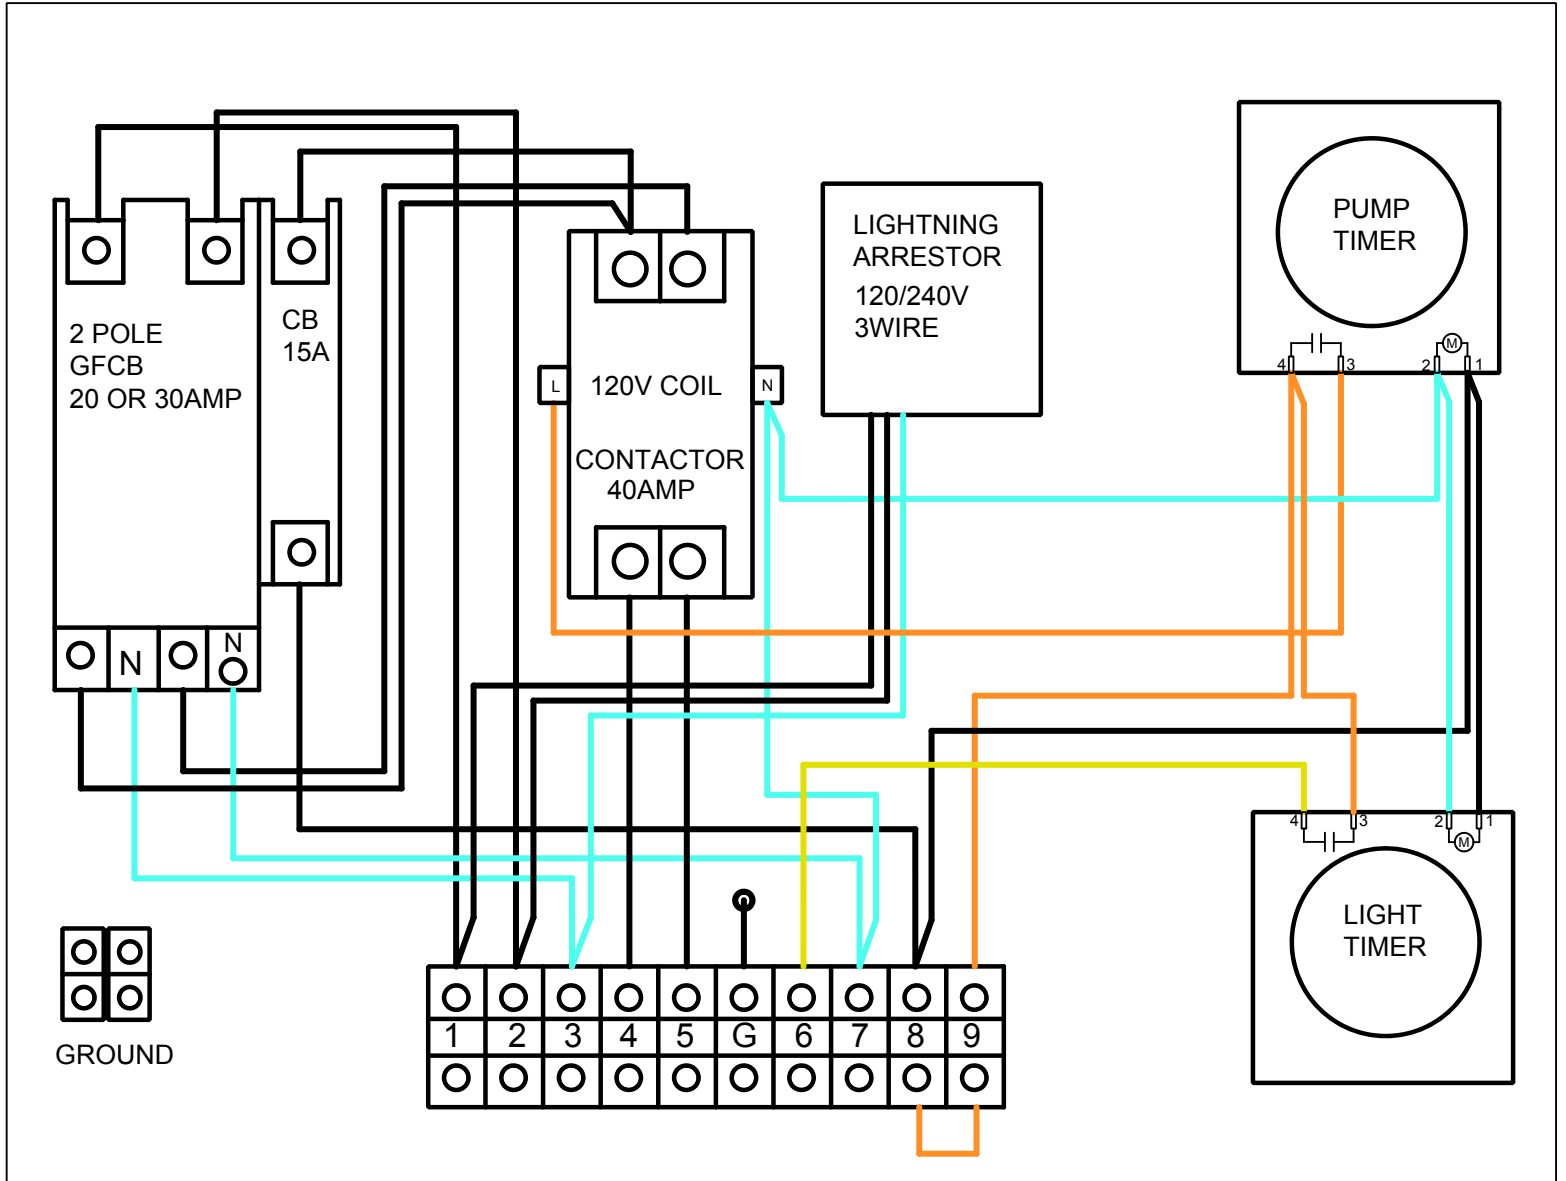 2 POLE
GFCB
20 OR 30AMP
N
N
CB
15A
L
120V COIL
N
CONTACTOR
40AMP
LIGHTNING
ARRESTOR
120/240V
3WIRE
PUMP
TIMER
4
3
2
M
1
4
3
2
M
1
LIGHT
TIMER
GROUND
1 2 3 4 5 G 6 7 8 9